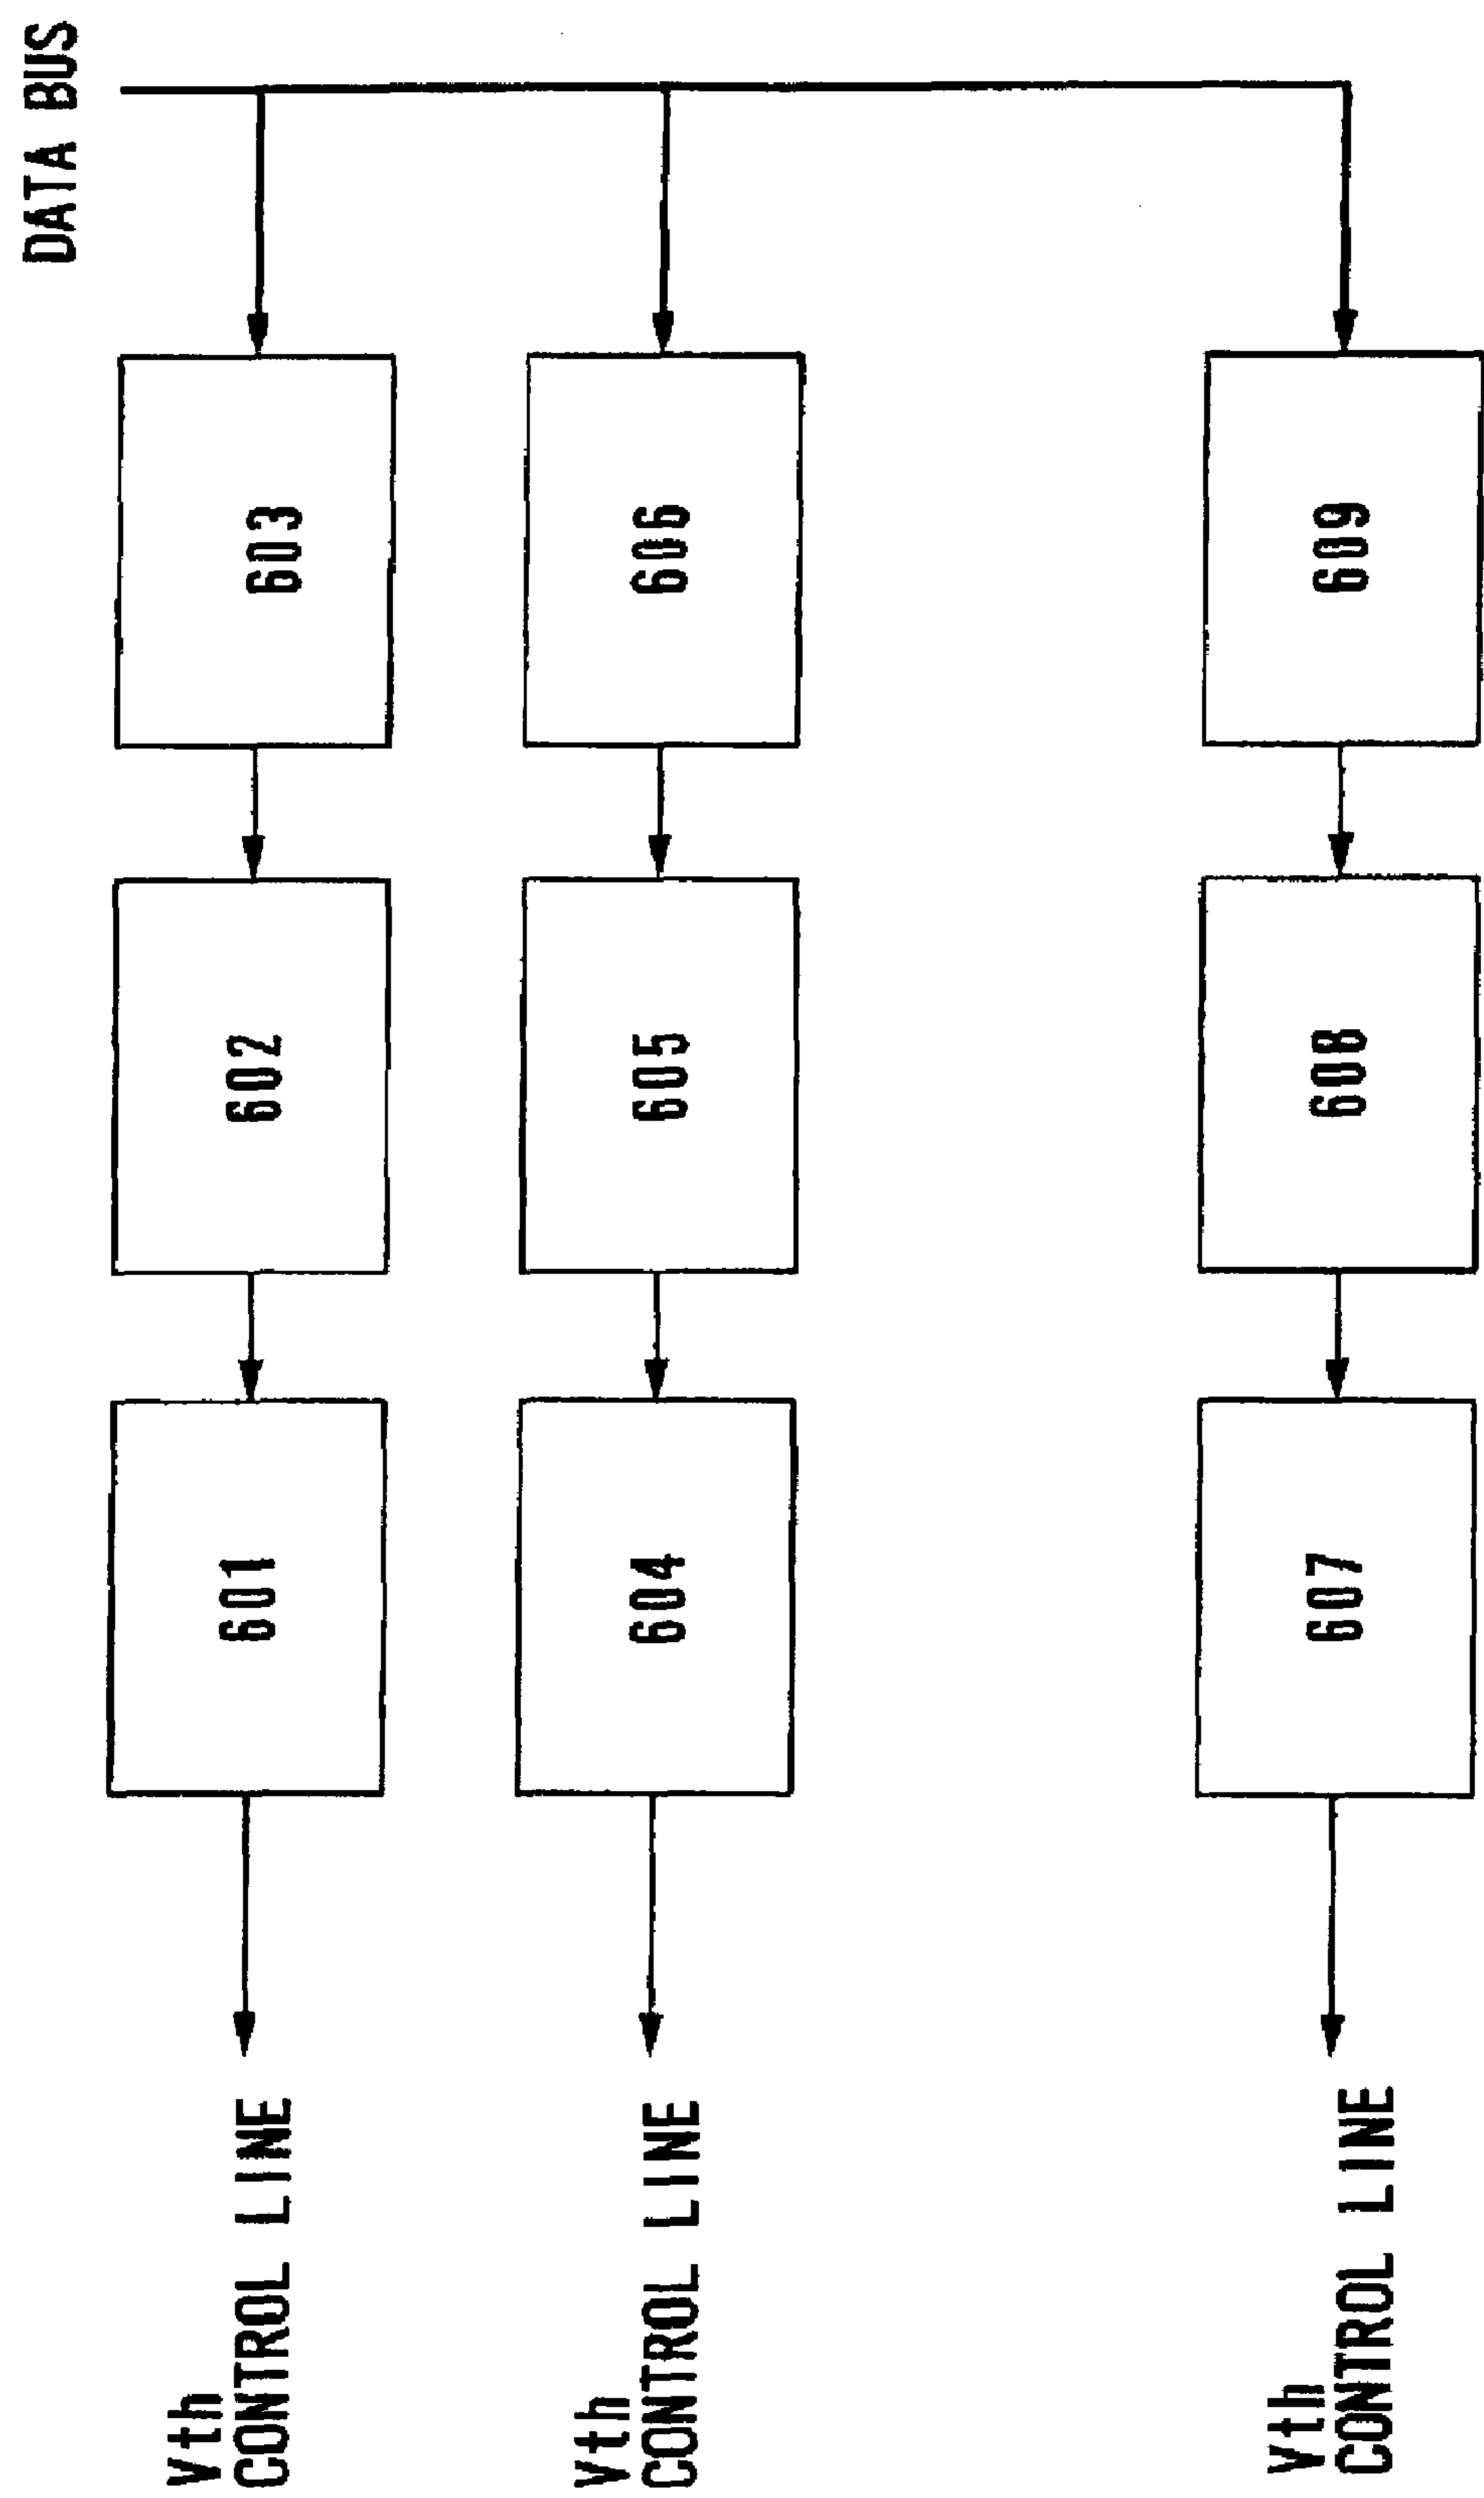 DATA BUS
Vth
CONTROL LINE
601
602
603
Vth
CONTROL LINE
604
605
606
Vth
CONTROL LINE
607
608
609